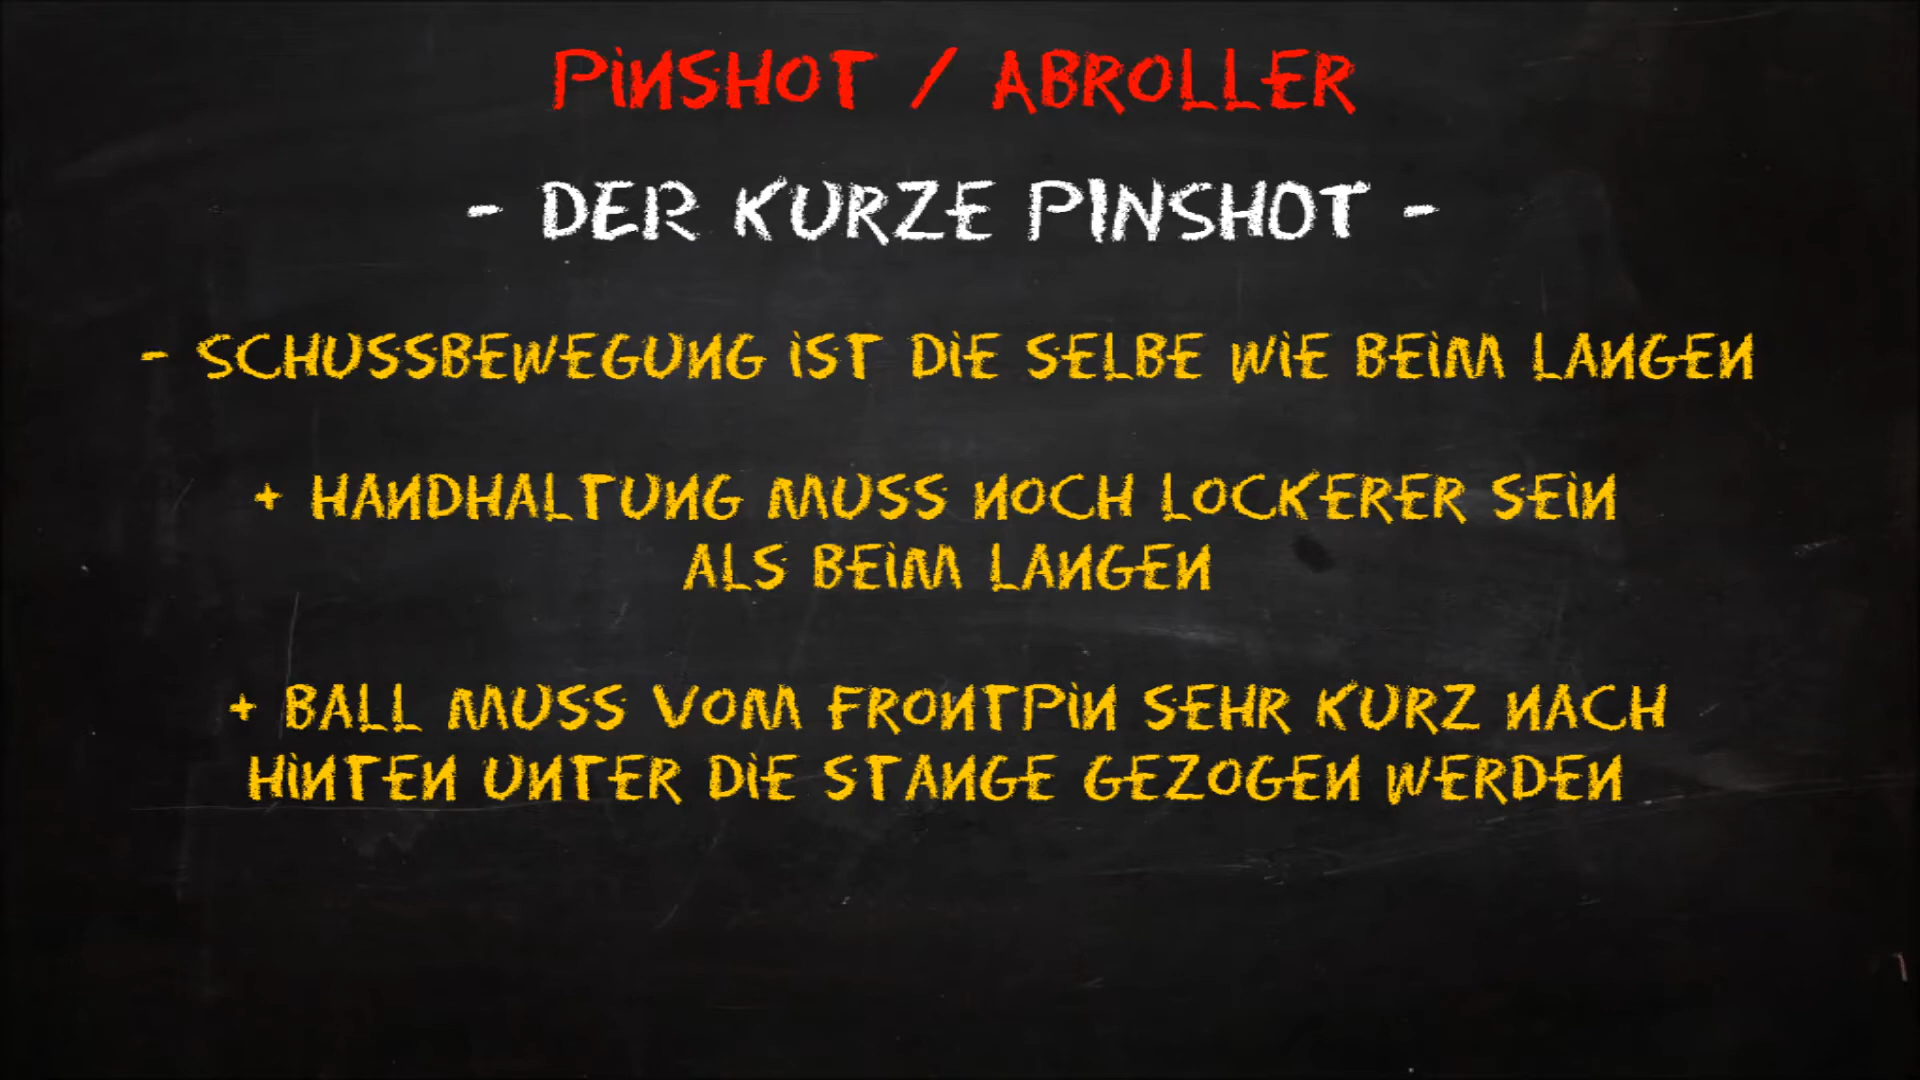 PINSHOT / ABROLLER
- DER KURZE PINSHOT -
- SCHUSSBEWEGUNG IST DIE SELBE WIE BEIM LANGEN
+ HANDHALTUNG MUSS NOCH LOCKERER SEIN
ALS BEIM LANGEN
+ BALL MUSS VOM FRONTPIN SEHR KURZ NACH
HINTEN UNTER DIE STANGE GEZOGEN WERDEN